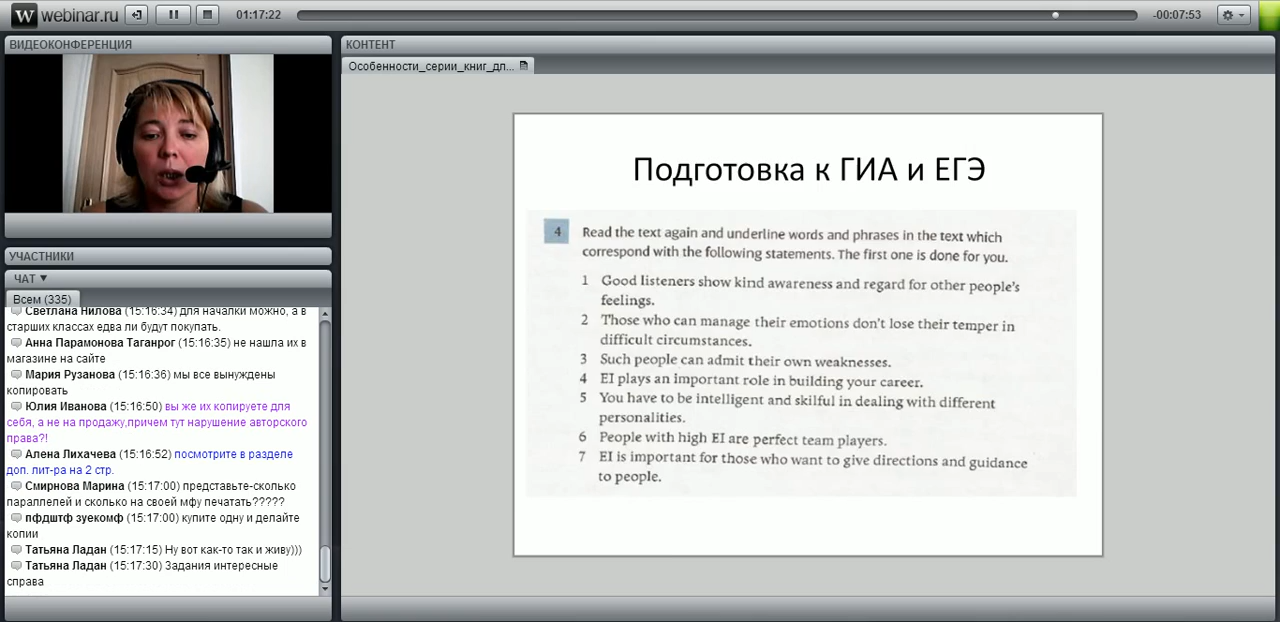 webinar.ru
01:17:22
-00:07:53
ВИДЕОКОНФЕРЕНЦИЯ
УЧАСТНИКИ
ЧАТ
Всем (335)
Светлана Нилова (15:16:34) для началки можно, а в
старших классах едва ли будут покупать.
Анна Парамонова Таганрог (15:16:35) не нашла их в
магазине на сайте
Мария Рузанова (15:16:36) мы все вынуждены
копировать
Юлия Иванова (15:16:50) вы же их копируете для
себя, а не на продажу,причем тут нарушение авторского
права?!
Алена Лихачева (15:16:52) посмотрите в разделе
доп. лит-ра на 2 стр.
Смирнова Марина (15:17:00) представьте-сколько
параллелей и сколько на своей мфу печатать?????
пфдштф зуекомф (15:17:00) купите одну и делайте
копии
Татьяна Ладан (15:17:15) Ну вот как-то так и живу)))
Татьяна Ладан (15:17:30) Задания интересные
справа
КОНТЕНТ
Особенности_серии_книг_дл...
Подготовка к ГИА и ЕГЭ
4 Read the text again and underline words and phrases in the text which
correspond with the following statements. The first one is done for you.
1 Good listeners show kind awareness and regard for other people's
feelings.
2 Those who can manage their emotions don't lose their temper in
difficult circumstances.
3 Such people can admit their own weaknesses.
4 EI plays an important role in building your career.
5 You have to be intelligent and skilful in dealing with different
personalities.
6 People with high EI are perfect team players.
7 EI is important for those who want to give directions and guidance
to people.